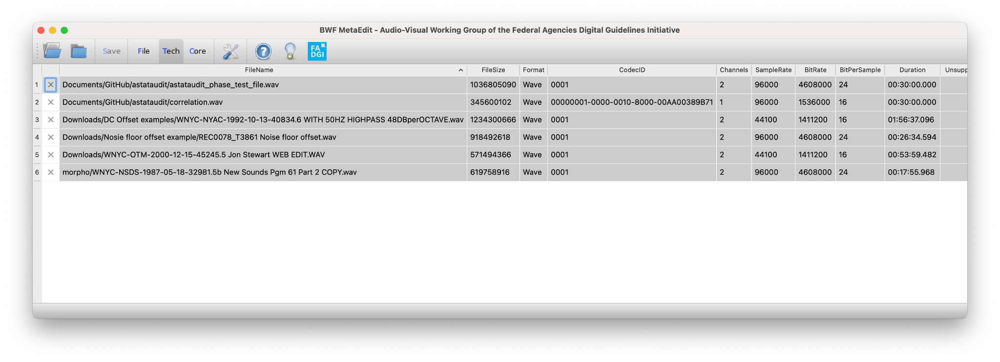 BWF MetaEdit - Audio-Visual Working Group of the Federal Agencies Digital Guidelines Initiative
Save File Tech Core ? FA DGI
FileName FileSize Format CodecID Channels SampleRate BitRate BitPerSample Duration Unsupp
1 Documents/GitHub/astataudit/astataudit_phase_test_file.wav 1036805090 Wave 0001 2 96000 4608000 24 00:30:00.000
2 Documents/GitHub/astataudit/correlation.wav 345600102 Wave 00000001-0000-0010-8000-00AA00389B71 1 96000 1536000 16 00:30:00.000
3 Downloads/DC Offset examples/WNYC-NYAC-1992-10-13-40834.6 WITH 50HZ HIGHPASS 48DBperOCTAVE.wav 1234300666 Wave 0001 2 44100 1411200 16 01:56:37.096
4 Downloads/Nosie floor offset example/REC0078_T3861 Noise floor offset.wav 918492618 Wave 0001 2 96000 4608000 24 00:26:34.594
5 Downloads/WNYC-OTM-2000-12-15-45245.5 Jon Stewart WEB EDIT.WAV 571494366 Wave 0001 2 44100 1411200 16 00:53:59.482
6 morpho/WNYC-NSDS-1987-05-18-32981.5b New Sounds Pgm 61 Part 2 COPY.wav 619758916 Wave 0001 2 96000 4608000 24 00:17:55.968